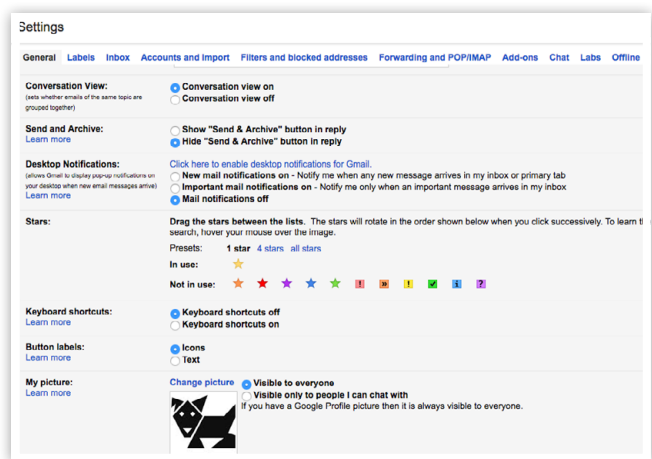 Settings
General Labels Inbox Accounts and Import Filters and blocked addresses Forwarding and POP/IMAP Add-ons Chat Labs Offline
Conversation View:
(sets whether emails of the same topic are
grouped together)
Conversation view on
Conversation view off
Send and Archive:
Learn more
Show "Send & Archive" button in reply
Hide "Send & Archive" button in reply
Desktop Notifications:
(allows Gmail to display pop-up notifications on
your desktop when new email messages arrive)
Learn more
Click here to enable desktop notifications for Gmail.
New mail notifications on - Notify me when any new message arrives in my inbox or primary tab
Important mail notifications on - Notify me only when an important message arrives in my inbox
Mail notifications off
Stars:
Drag the stars between the lists. The stars will rotate in the order shown below when you click successively. To learn
search, hover your mouse over the image.
Presets: 1 star 4 stars all stars
In use:
Not in use:
Keyboard shortcuts:
Learn more
Keyboard shortcuts off
Keyboard shortcuts on
Button labels:
Learn more
Icons
Text
My picture:
Learn more
Change picture
Visible to everyone
Visible only to people I can chat with
If you have a Google Profile picture then it is always visible to everyone.